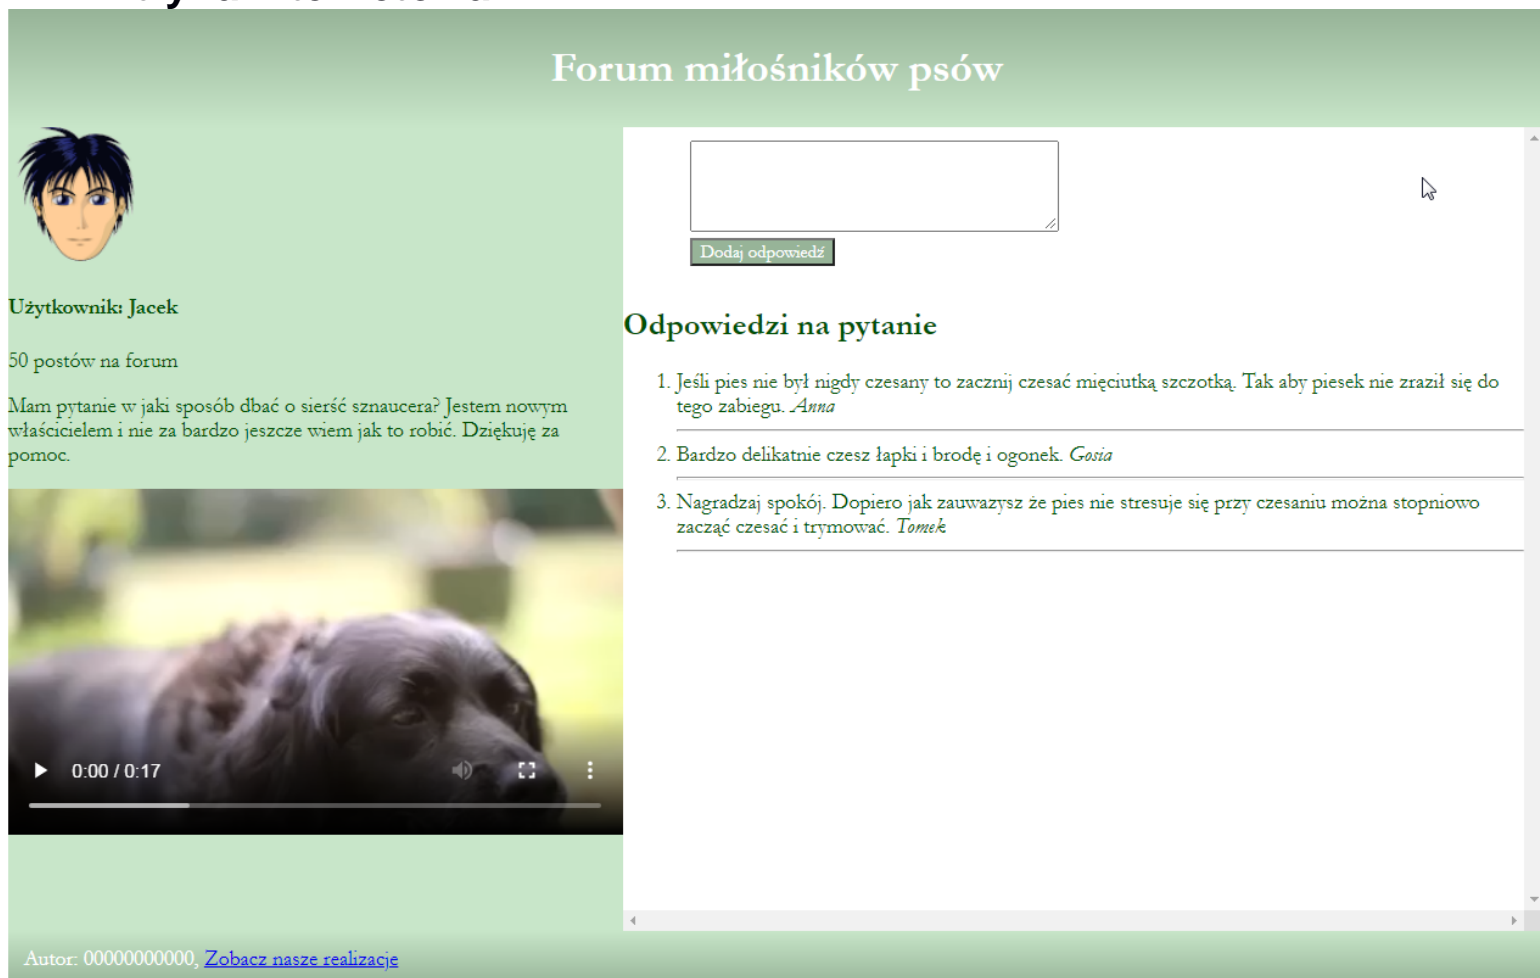 Forum miłośników psów
Użytkownik: Jacek
50 postów na forum
Mam pytanie w jaki sposób dbać o sierść sznaucera? Jestem nowym
właścicielem i nie za bardzo jeszcze wiem jak to robić. Dziękuję za
pomoc.
0:00 / 0:17
Dodaj odpowiedź
Odpowiedzi na pytanie
1. Jeśli pies nie był nigdy czesany to zacznij czesać mięciutką szczotką. Tak aby piesek nie zraził się do
tego zabiegu. Anna
2. Bardzo delikatnie czesz łapki i brodę i ogonek. Gosia
3. Nagradzaj spokój. Dopiero jak zauwazysz że pies nie stresuje się przy czesaniu można stopniowo
zacząć czesać i trymować. Tomek
Autor: 00000000000, Zobacz nasze realizacje